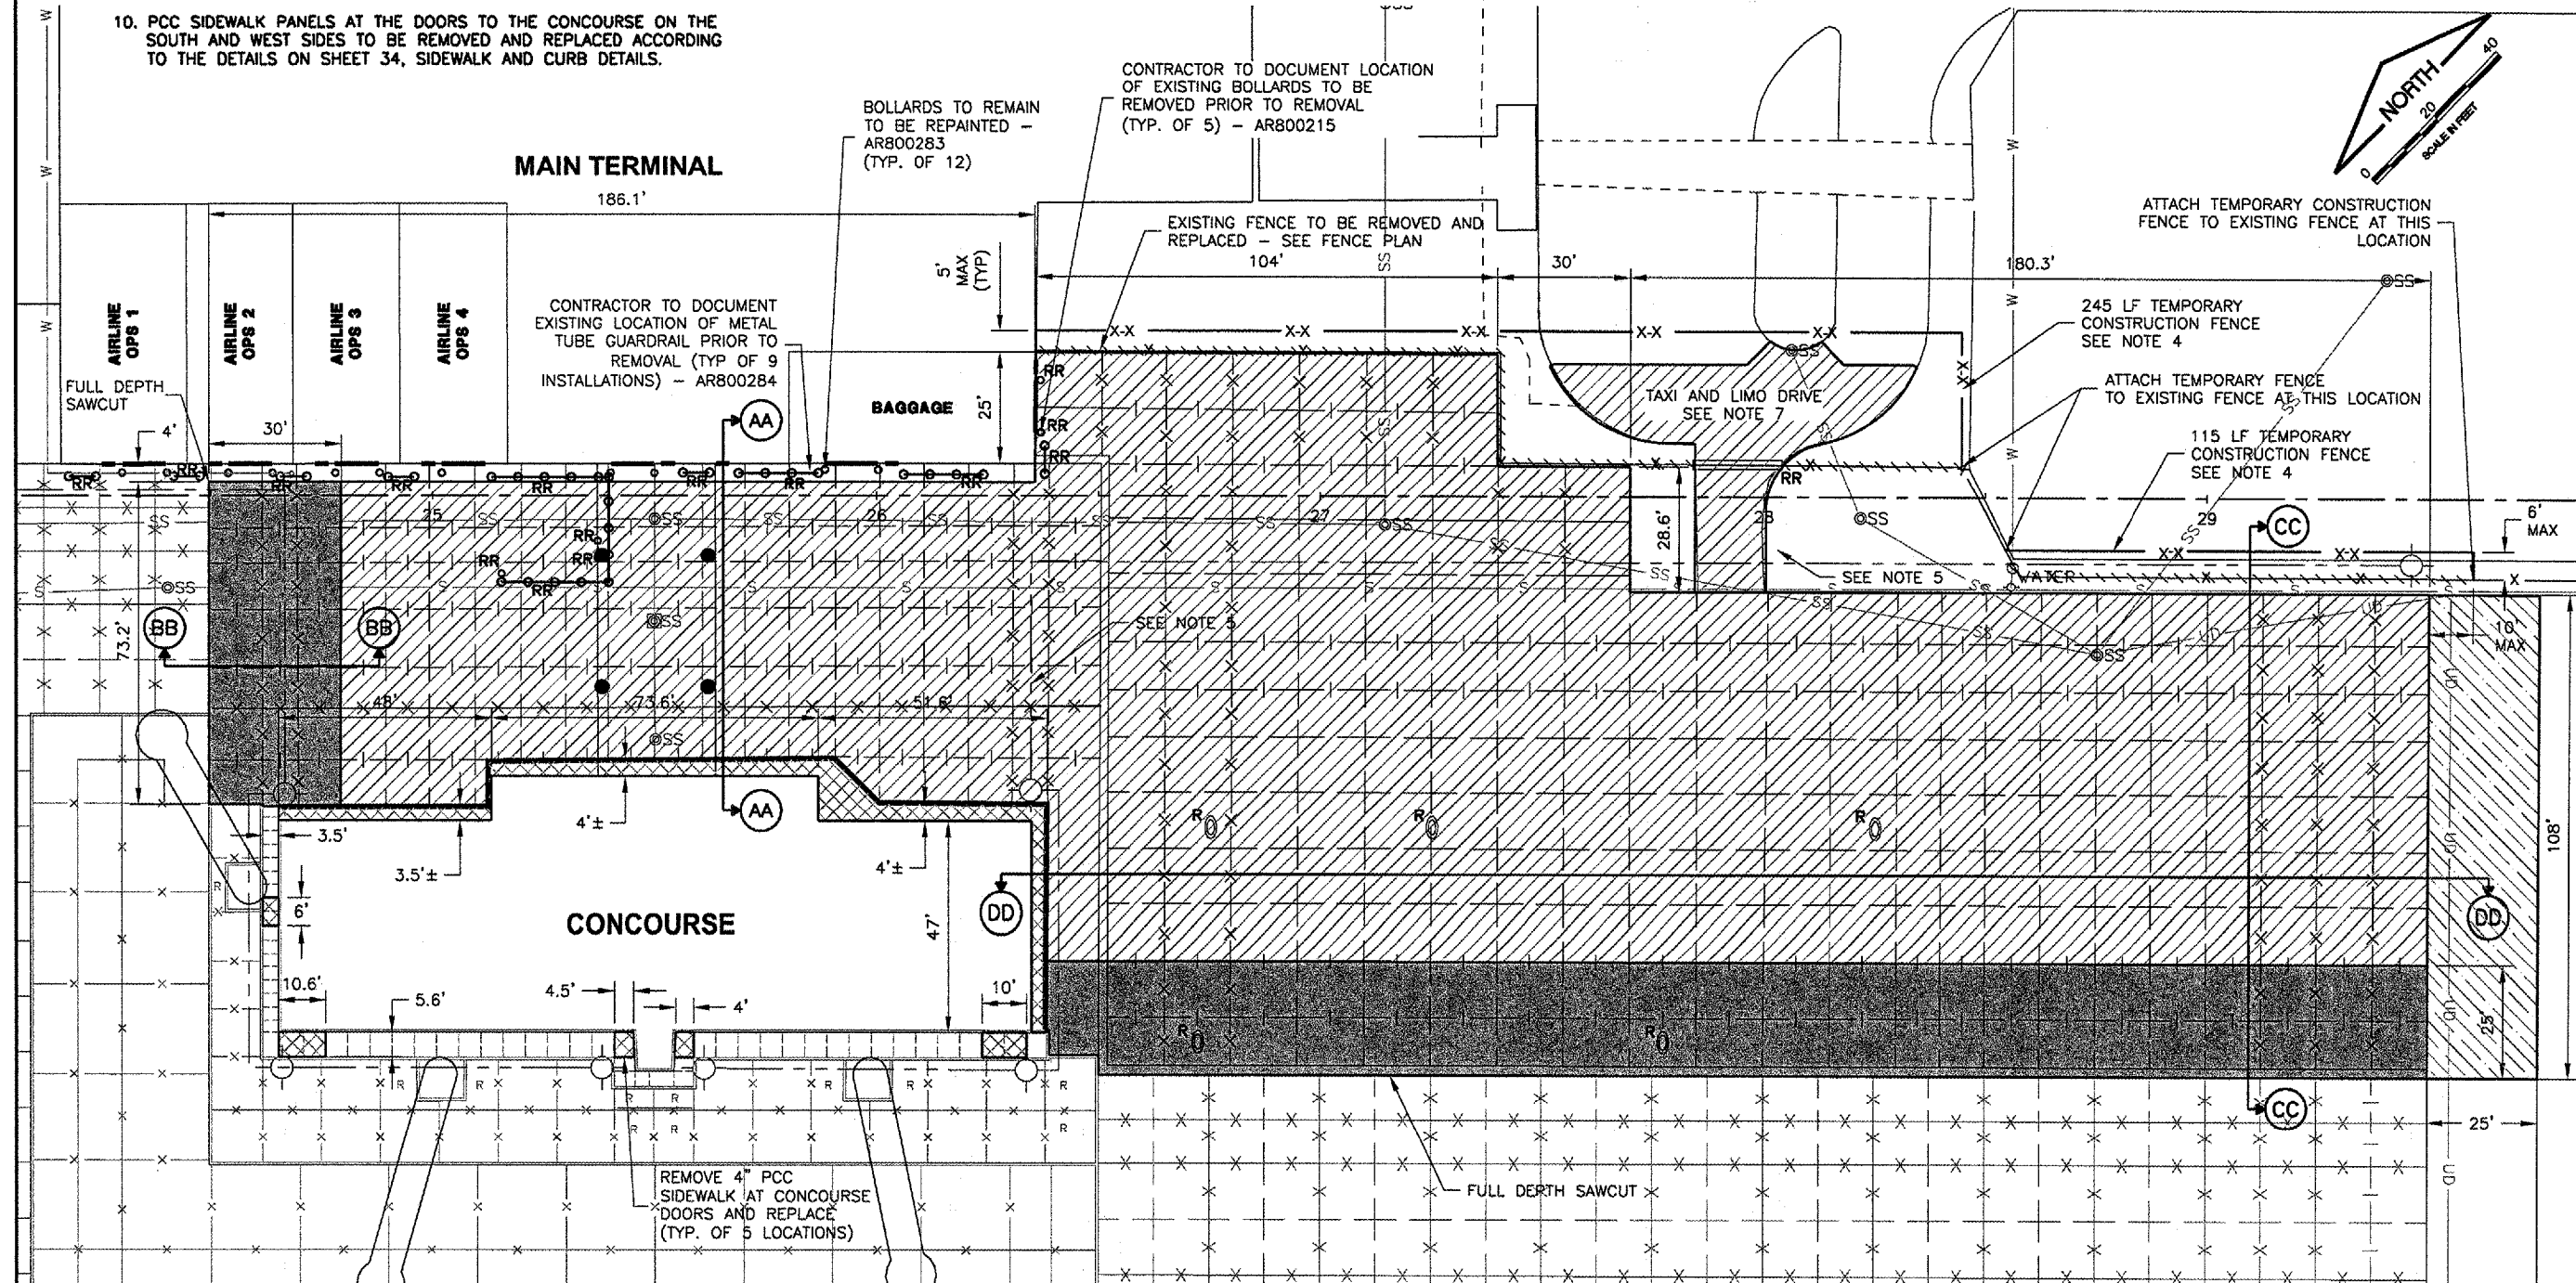 10. PCC SIDEWALK PANELS AT THE DOORS TO THE CONCOURSE ON THE
SOUTH AND WEST SIDES TO BE REMOVED AND REPLACED ACCORDING
TO THE DETAILS ON SHEET 34, SIDEWALK AND CURB DETAILS.
MAIN TERMINAL
186.1'
BOLLARDS TO REMAIN
TO BE REPAINTED –
AR800283
(TYP. OF 12)
CONTRACTOR TO DOCUMENT LOCATION
OF EXISTING BOLLARDS TO BE
REMOVED PRIOR TO REMOVAL
(TYP. OF 5) – AR800215
NORTH
0 20 40
SCALE IN FEET
EXISTING FENCE TO BE REMOVED AND
REPLACED – SEE FENCE PLAN
ATTACH TEMPORARY CONSTRUCTION
FENCE TO EXISTING FENCE AT THIS
LOCATION
5'
MAX
(TYP)
104'
30'
180.3'
AIRLINE
OPS 1
AIRLINE
OPS 2
AIRLINE
OPS 3
AIRLINE
OPS 4
CONTRACTOR TO DOCUMENT
EXISTING LOCATION OF METAL
TUBE GUARDRAIL PRIOR TO
REMOVAL (TYP OF 9
INSTALLATIONS) – AR800284
245 LF TEMPORARY
CONSTRUCTION FENCE
SEE NOTE 4
FULL DEPTH
SAWCUT
4'
30'
AA
BAGGAGE
25'
TAXI AND LIMO DRIVE
SEE NOTE 7
ATTACH TEMPORARY FENCE
TO EXISTING FENCE AT THIS LOCATION
115 LF TEMPORARY
CONSTRUCTION FENCE
SEE NOTE 4
RR
25
26
27
28
29
28.6'
CC
6'
MAX
SEE NOTE 5
WATER
BB
BB
73.2'
SEE NOTE 5
10'
MAX
48'
73.6'
51.6'
AA
3.5'
3.5'±
4'±
4'±
6'
CONCOURSE
47'
DD
DD
108'
10.6'
5.6'
4.5'
4'
10'
25'
CC
25'
REMOVE 4" PCC
SIDEWALK AT CONCOURSE
DOORS AND REPLACE
(TYP. OF 5 LOCATIONS)
FULL DEPTH SAWCUT